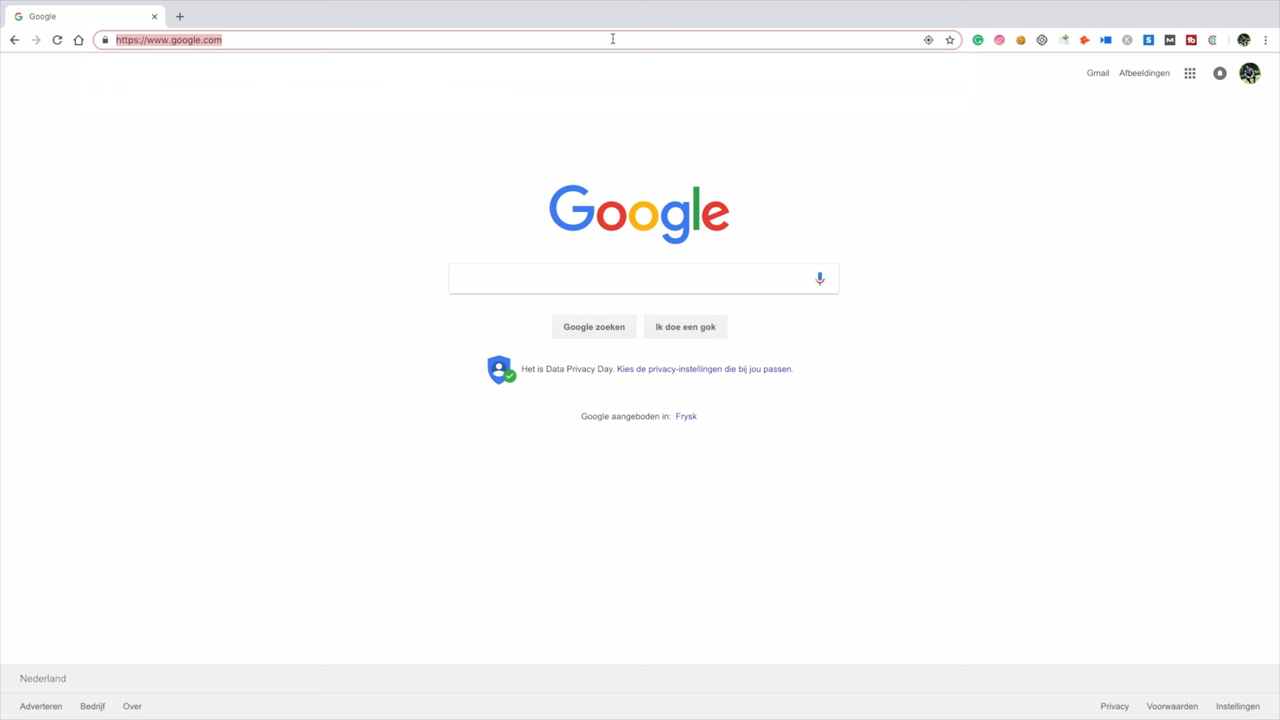 Google
https://www.google.com
Gmail Afbeeldingen
Google
Google zoeken Ik doe een gok
Het is Data Privacy Day. Kies de privacy-instellingen die bij jou passen.
Google aangeboden in: Frysk
Nederland
Adverteren Bedrijf Over Privacy Voorwaarden Instellingen